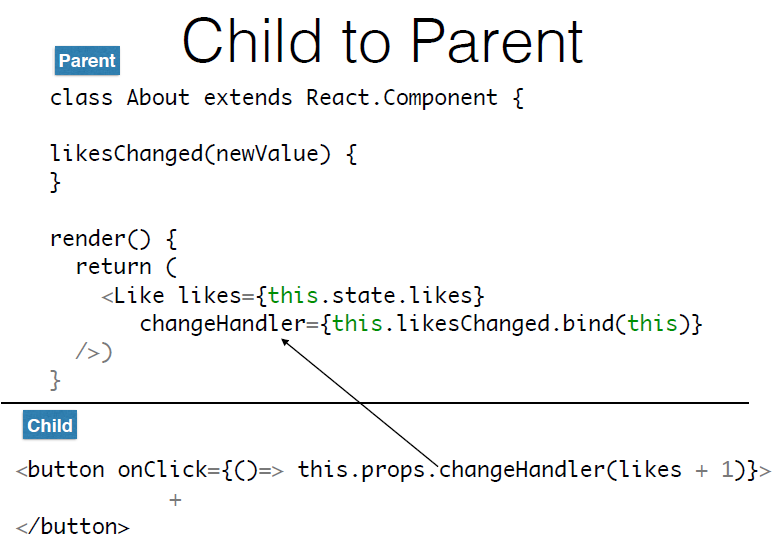 Child to Parent
Parent
class About extends React.Component {
likesChanged(newValue) {
}
render() {
return (
<Like likes={this.state.likes}
changeHandler={this.likesChanged.bind(this)}
/>)
}
Child
<button onClick={()=> this.props.changeHandler(likes + 1)}>
+
</button>